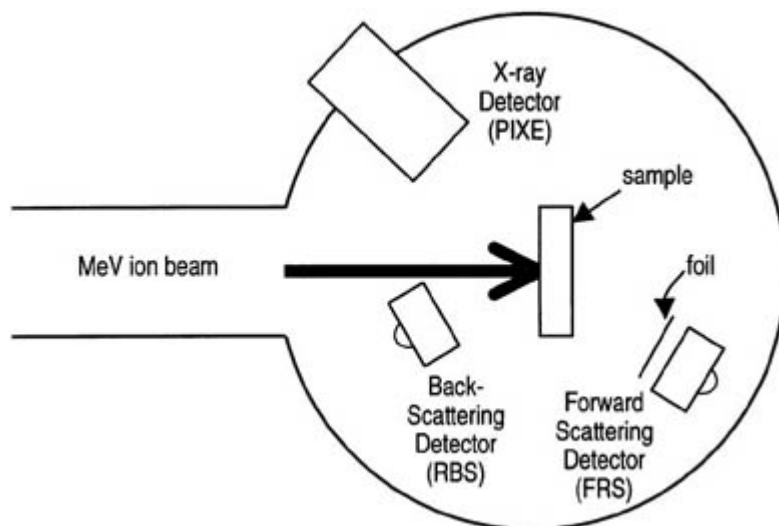 X-ray
Detector
(PIXE)
sample
MeV ion beam
foil
Back-
Scattering
Detector
(RBS)
Forward
Scattering
Detector
(FRS)